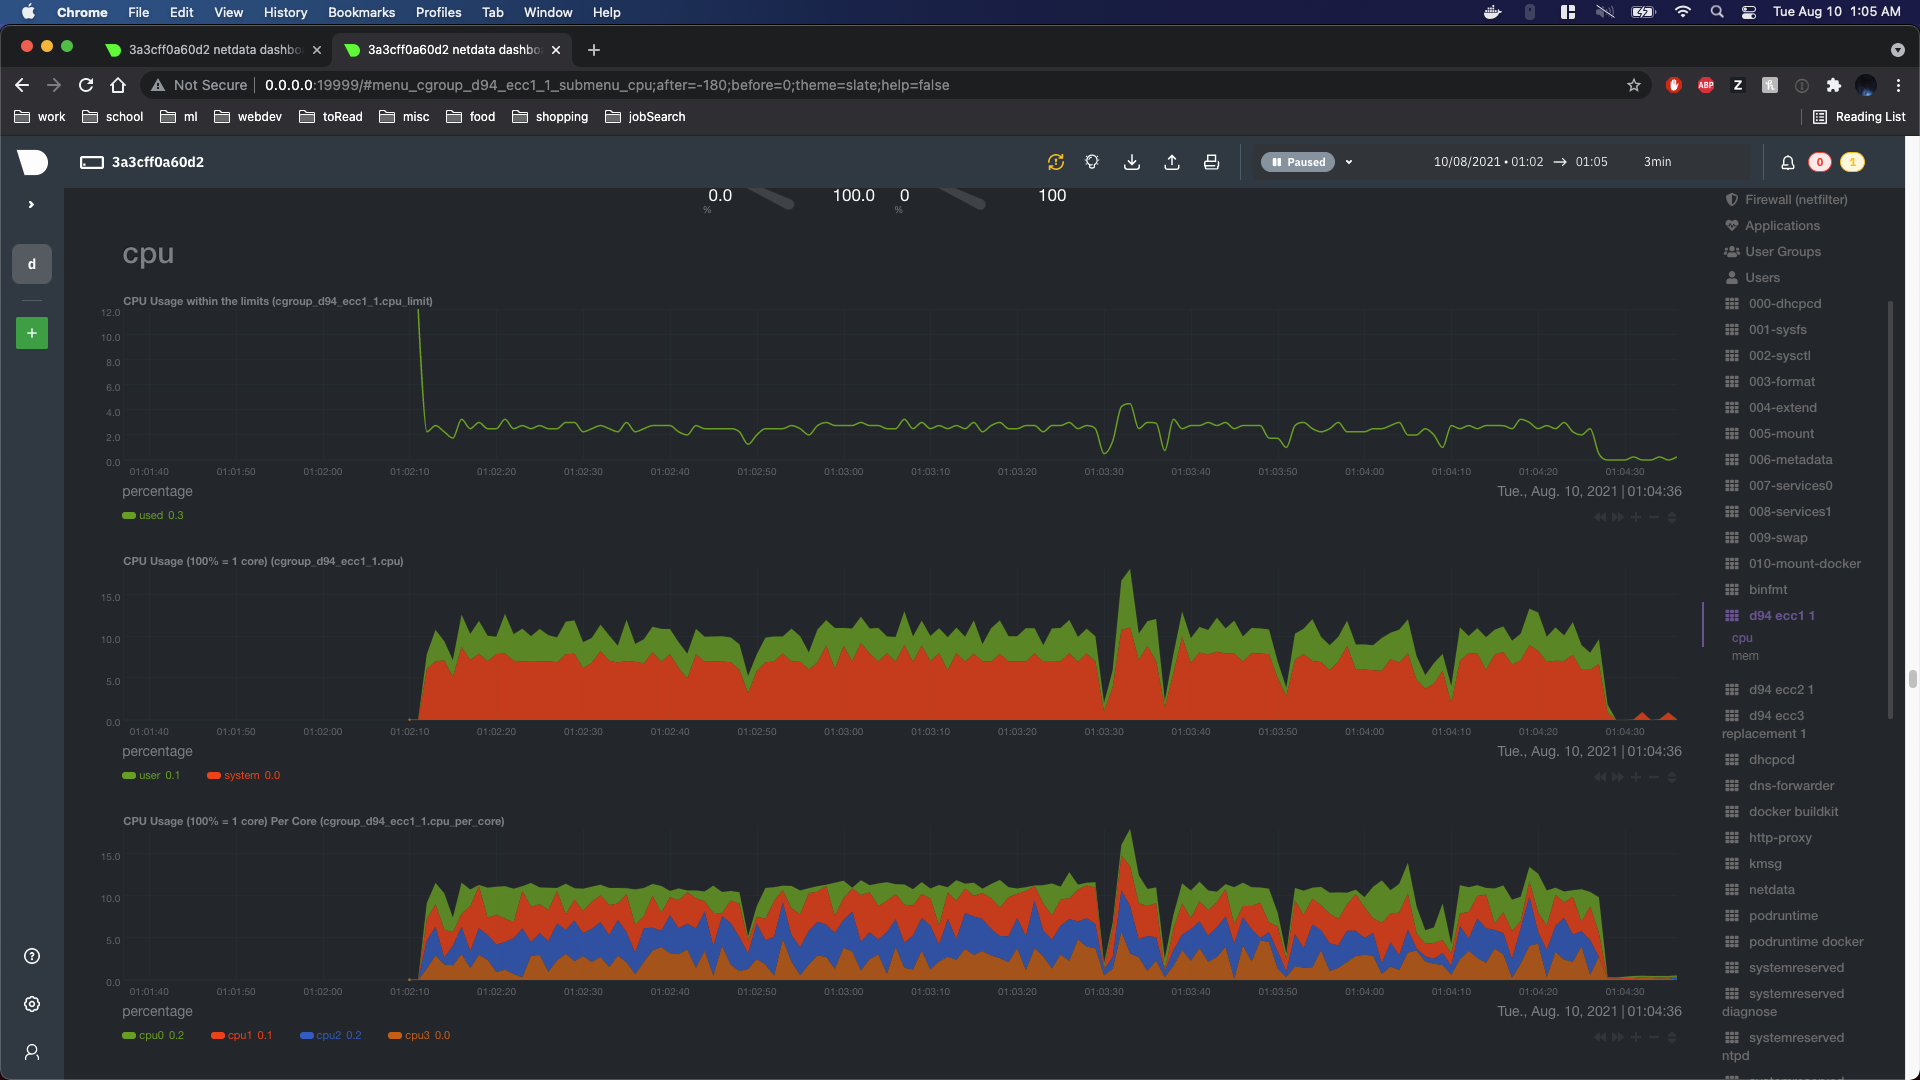 Chrome File Edit View History Bookmarks Profiles Tab Window Help Tue Aug 10 1:05 AM
3a3cff0a60d2 netdata dashbo 3a3cff0a60d2 netdata dashbo
Not Secure 0.0.0.0:19999/#menu_cgroup_d94_ecc1_1_submenu_cpu;after=-180;before=0;theme=slate;help=false ABP Z
work school ml webdev toRead misc food shopping jobSearch Reading List
3a3cff0a60d2 Paused 10/08/2021 • 01:02 → 01:05 3min 0 1
0.0 100.0 0 100
% %
d
+
cpu
CPU Usage within the limits (cgroup_d94_ecc1_1.cpu_limit)
12.0
10.0
8.0
6.0
4.0
2.0
0.0
01:01:40 01:01:50 01:02:00 01:02:10 01:02:20 01:02:30 01:02:40 01:02:50 01:03:00 01:03:10 01:03:20 01:03:30 01:03:40 01:03:50 01:04:00 01:04:10 01:04:20 01:04:30
percentage Tue., Aug. 10, 2021 | 01:04:36
used 0.3
CPU Usage (100% = 1 core) (cgroup_d94_ecc1_1.cpu)
15.0
10.0
5.0
0.0
01:01:40 01:01:50 01:02:00 01:02:10 01:02:20 01:02:30 01:02:40 01:02:50 01:03:00 01:03:10 01:03:20 01:03:30 01:03:40 01:03:50 01:04:00 01:04:10 01:04:20 01:04:30
percentage Tue., Aug. 10, 2021 | 01:04:36
user 0.1 system 0.0
CPU Usage (100% = 1 core) Per Core (cgroup_d94_ecc1_1.cpu_per_core)
15.0
10.0
5.0
0.0
01:01:40 01:01:50 01:02:00 01:02:10 01:02:20 01:02:30 01:02:40 01:02:50 01:03:00 01:03:10 01:03:20 01:03:30 01:03:40 01:03:50 01:04:00 01:04:10 01:04:20 01:04:30
percentage Tue., Aug. 10, 2021 | 01:04:36
cpu0 0.2 cpu1 0.1 cpu2 0.2 cpu3 0.0
Firewall (netfilter)
Applications
User Groups
Users
000-dhcpcd
001-sysfs
002-sysctl
003-format
004-extend
005-mount
006-metadata
007-services0
008-services1
009-swap
010-mount-docker
binfmt
d94 ecc1 1
cpu
mem
d94 ecc2 1
d94 ecc3
replacement 1
dhcpcd
dns-forwarder
docker buildkit
http-proxy
kmsg
netdata
podruntime
podruntime docker
systemreserved
systemreserved
diagnose
systemreserved
ntpd